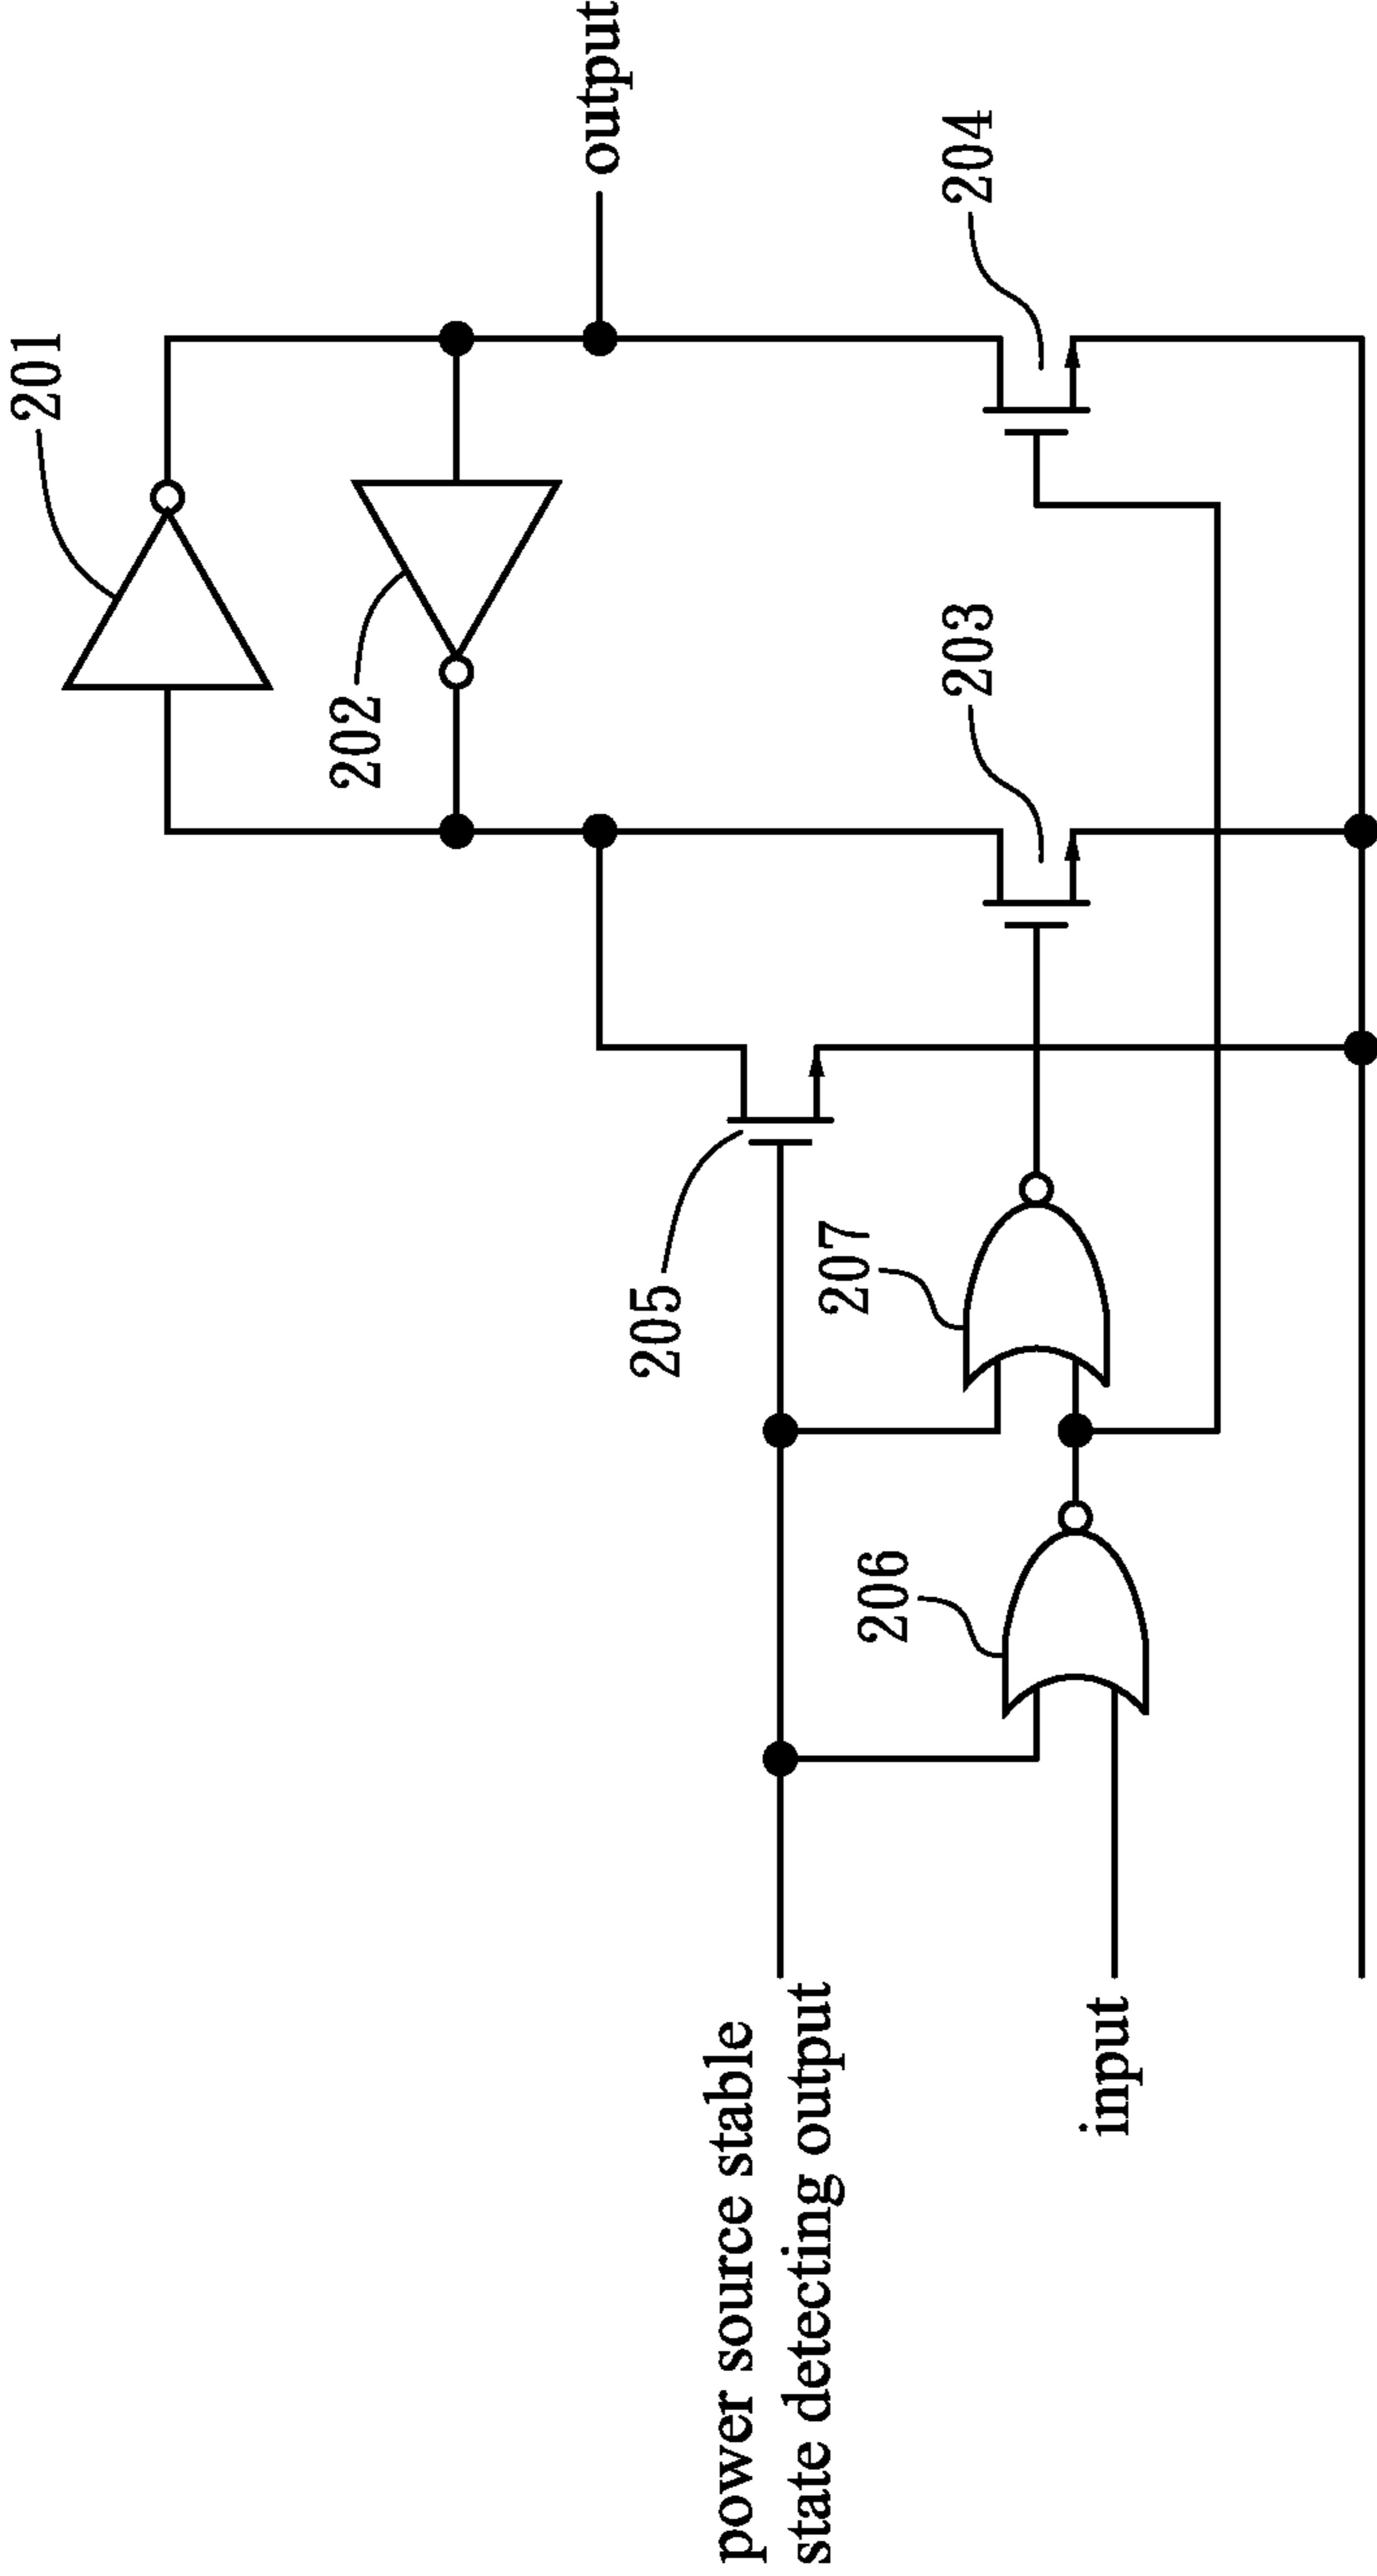 201
202
output
power source stable
state detecting output
205
203
204
207
206
input